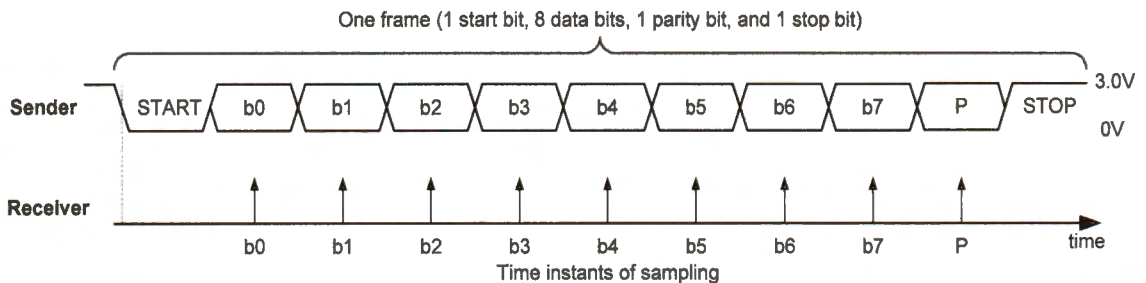 One frame (1 start bit, 8 data bits, 1 parity bit, and 1 stop bit)
3.0V
Sender START b0 b1 b2 b3 b4 b5 b6 b7 P STOP
0V
Receiver
b0 b1 b2 b3 b4 b5 b6 b7 P time
Time instants of sampling